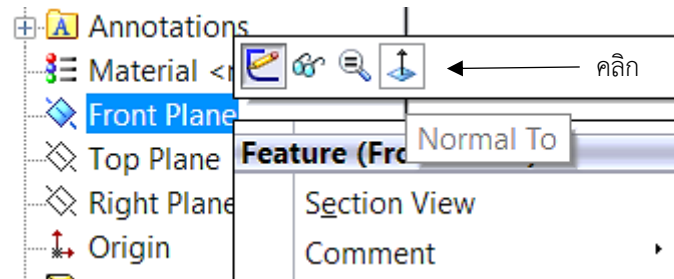 Annotations
Material <
คลิก
Front Plane
Normal To
Top Plane
Feature (Fro
Right Plane
Section View
Origin
Comment